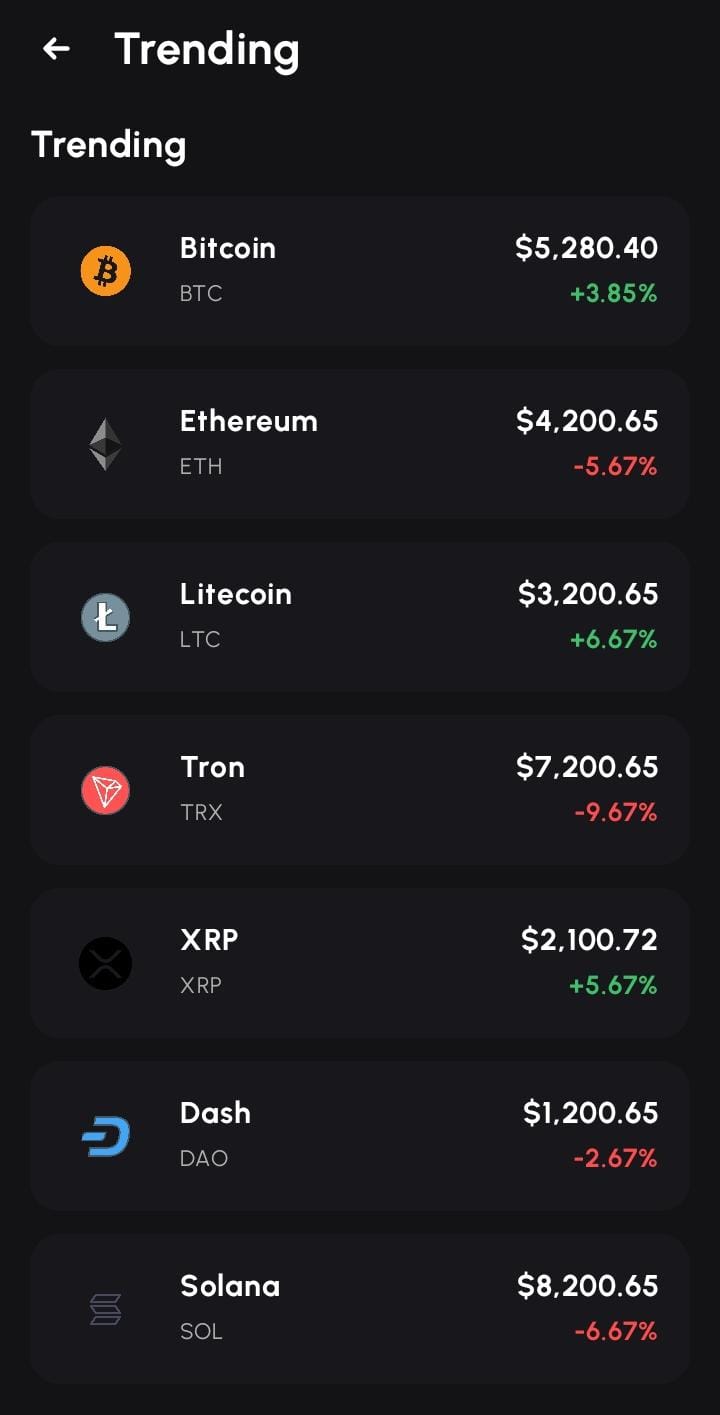 Trending
Trending
Bitcoin $5,280.40
BTC +3.85%
Ethereum $4,200.65
ETH -5.67%
Litecoin $3,200.65
LTC +6.67%
Tron $7,200.65
TRX -9.67%
XRP $2,100.72
XRP +5.67%
Dash $1,200.65
DAO -2.67%
Solana $8,200.65
SOL -6.67%